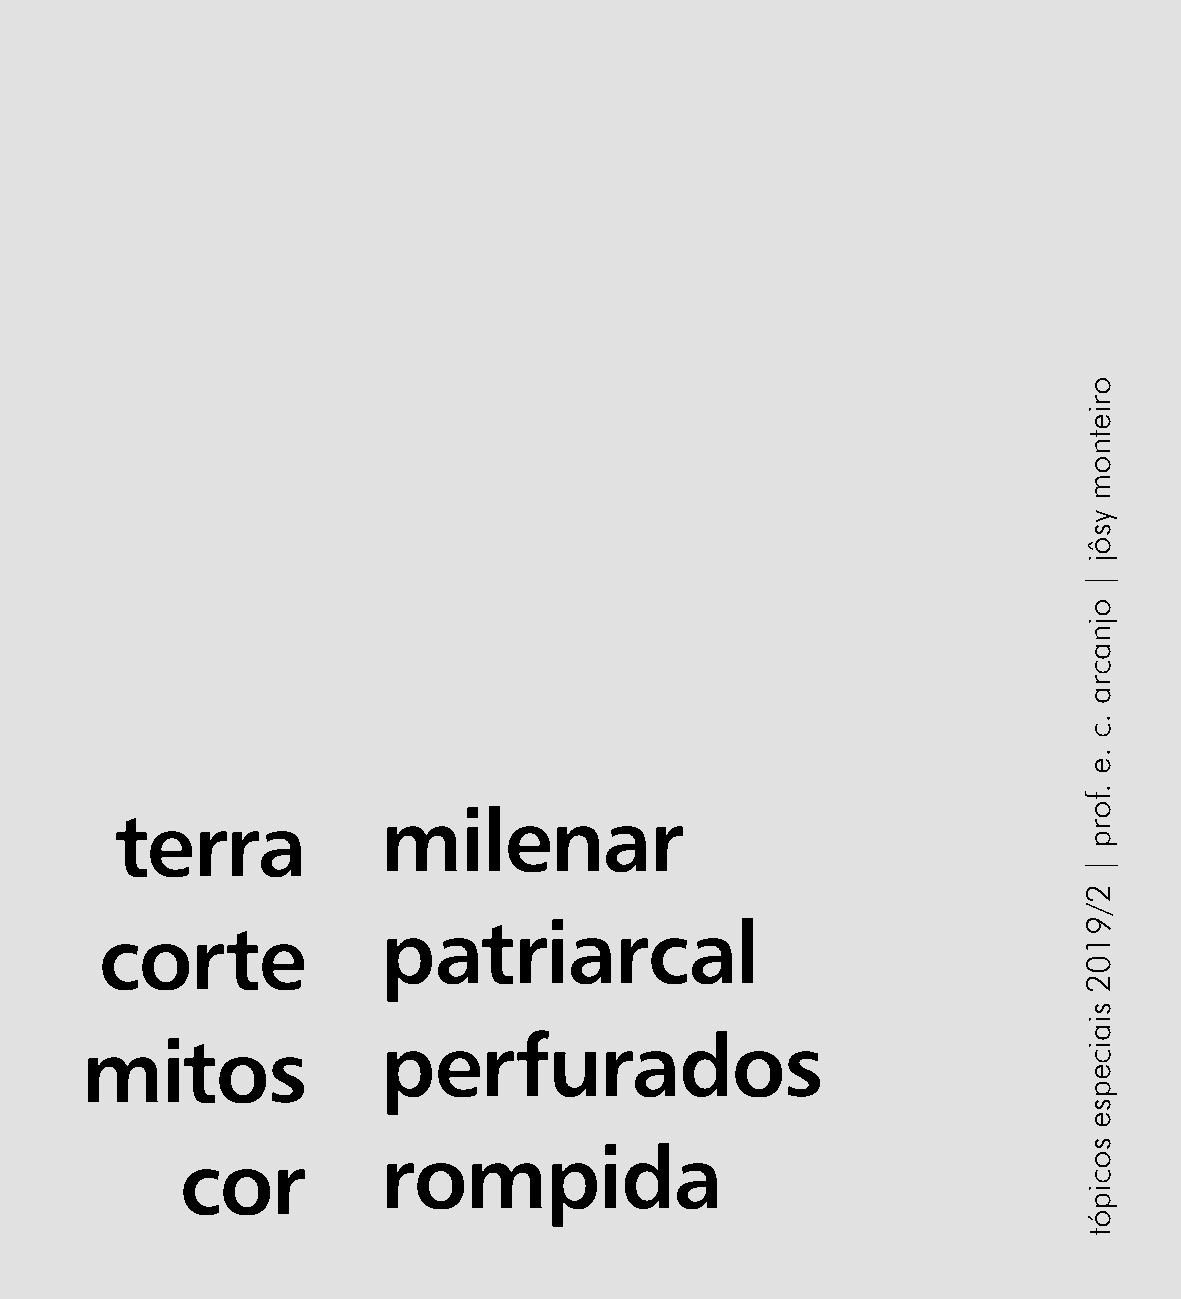 terra milenar
corte patriarcal
mitos perfurados
cor rompida
tópicos especiais 2019/2 | prof. e. c. arcanjo | jôsy monteiro